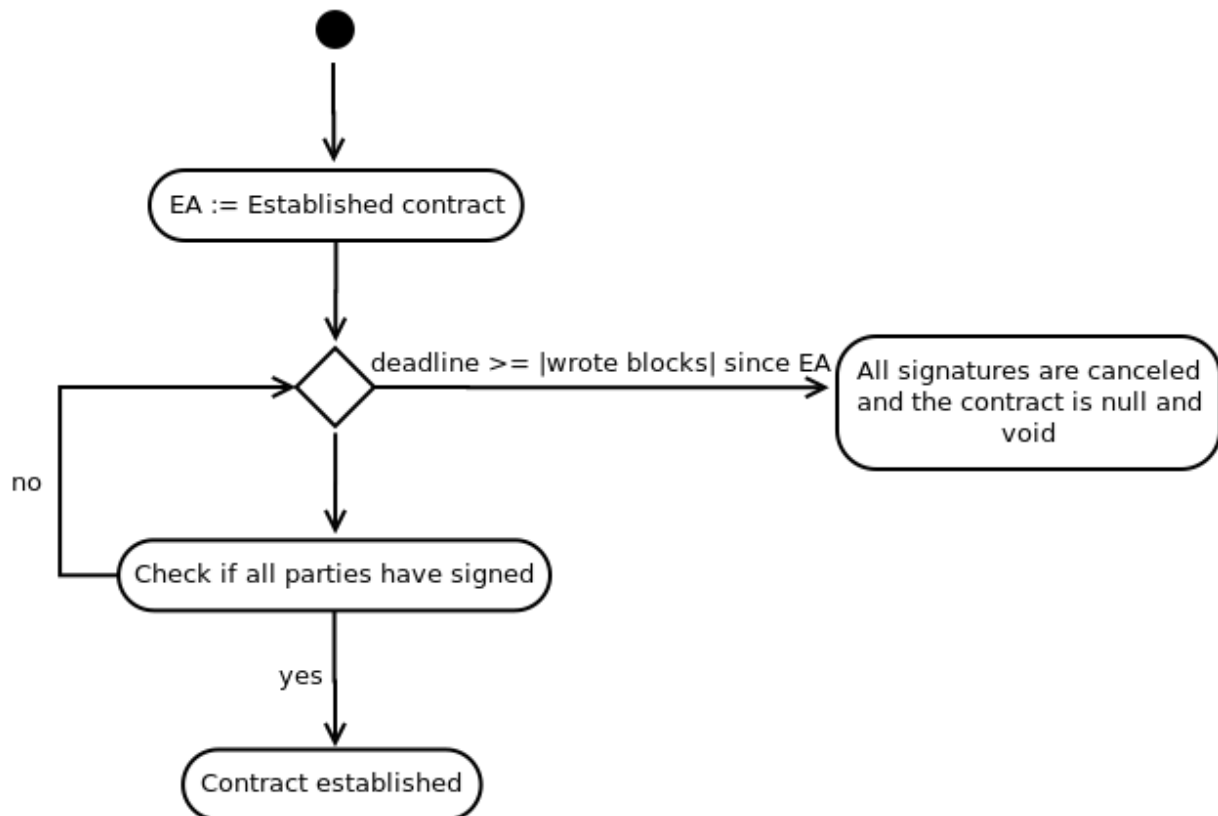 EA := Established contract
deadline >= |wrote blocks| since EA
All signatures are canceled
and the contract is null and
void
no
Check if all parties have signed
yes
Contract established